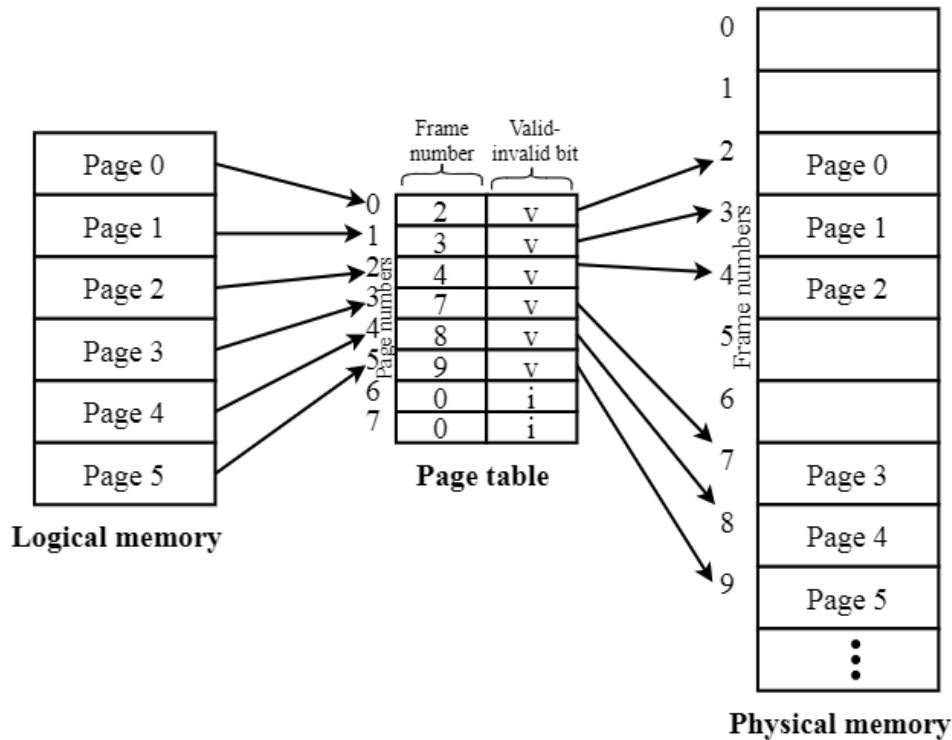 Page 0
Page 1
Page 2
Page 3
Page 4
Page 5
Logical memory
Frame
number
Valid-
invalid bit
Page numbers
0 2 v
1 3 v
2 4 v
3 7 v
4 8 v
5 9 v
6 0 i
7 0 i
Page table
Frame numbers
0
1
2 Page 0
3 Page 1
4 Page 2
5
6
7 Page 3
8 Page 4
9 Page 5
Physical memory